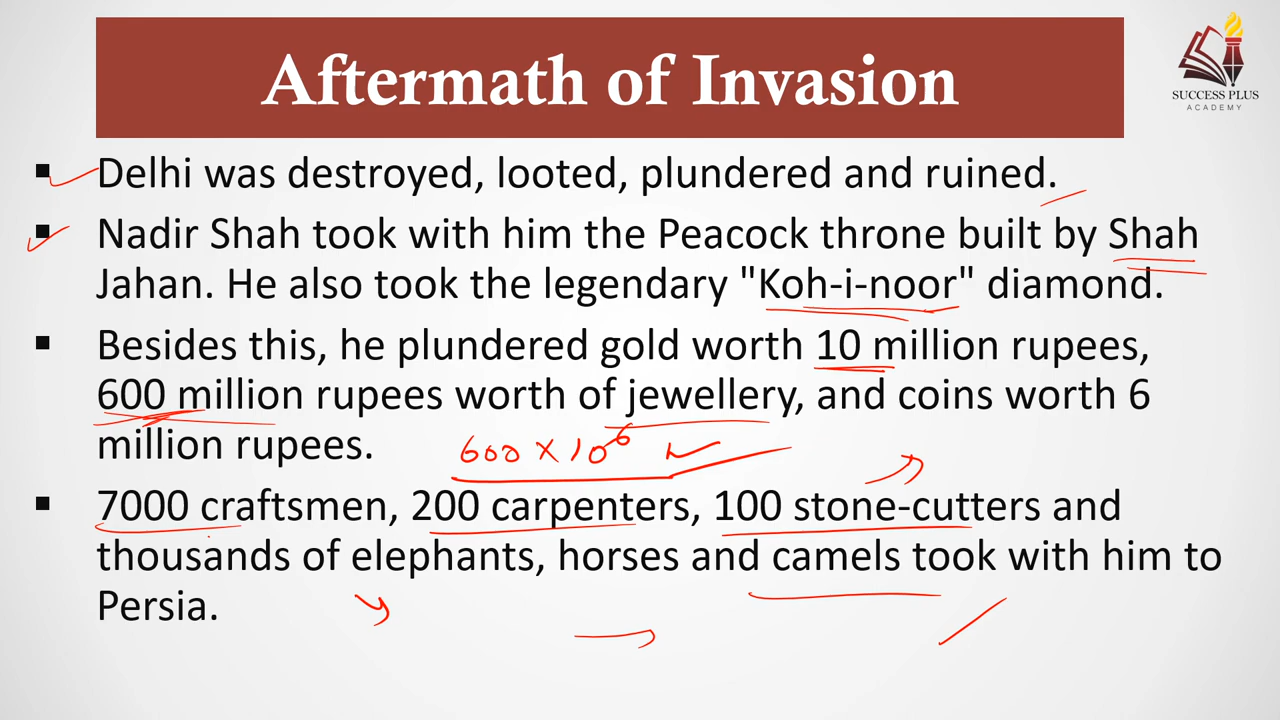 Aftermath of Invasion
SUCCESS PLUS
ACADEMY
▪ Delhi was destroyed, looted, plundered and ruined.
▪ Nadir Shah took with him the Peacock throne built by Shah
Jahan. He also took the legendary "Koh-i-noor" diamond.
▪ Besides this, he plundered gold worth 10 million rupees,
600 million rupees worth of jewellery, and coins worth 6
million rupees.
600 × 10⁶
▪ 7000 craftsmen, 200 carpenters, 100 stone-cutters and
thousands of elephants, horses and camels took with him to
Persia.